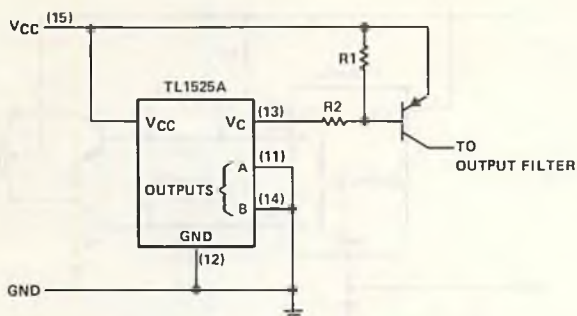 VCC (15)
R1
TL1525A
VCC
VC
(13)
R2
(11)
A
OUTPUTS
B
(14)
TO
OUTPUT FILTER
GND
(12)
GND